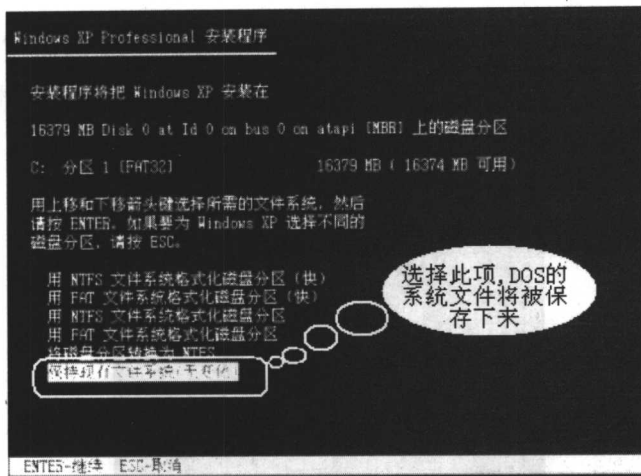 Windows XP Professional 安装程序
安装程序将把 Windows XP 安装在
16379 MB Disk 0 at Id 0 on bus 0 on atapi [MBR] 上的磁盘分区
C: 分区 1 [FAT32] 16379 MB ( 16374 MB 可用)
用上移和下移箭头键选择所需的文件系统，然后
请按 ENTER。如果要为 Windows XP 选择不同的
磁盘分区，请按 ESC。
用 NTFS 文件系统格式化磁盘分区（快）
用 FAT 文件系统格式化磁盘分区（快）
用 NTFS 文件系统格式化磁盘分区
用 FAT 文件系统格式化磁盘分区
将磁盘分区转换为 NTFS
保持现有文件系统(无变化)
选择此项,DOS的
系统文件将被保
存下来
ENTER=继续 ESC=取消